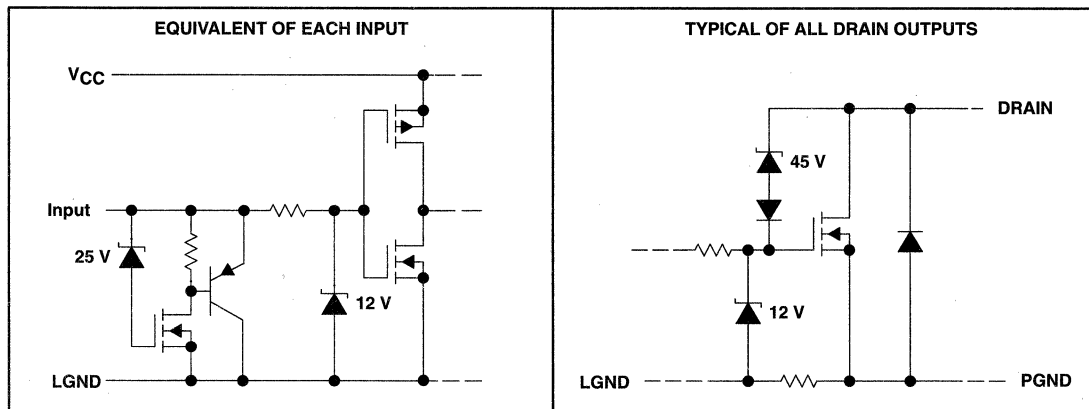 EQUIVALENT OF EACH INPUT
VCC
Input
25 V
12 V
LGND
TYPICAL OF ALL DRAIN OUTPUTS
DRAIN
45 V
12 V
LGND
PGND